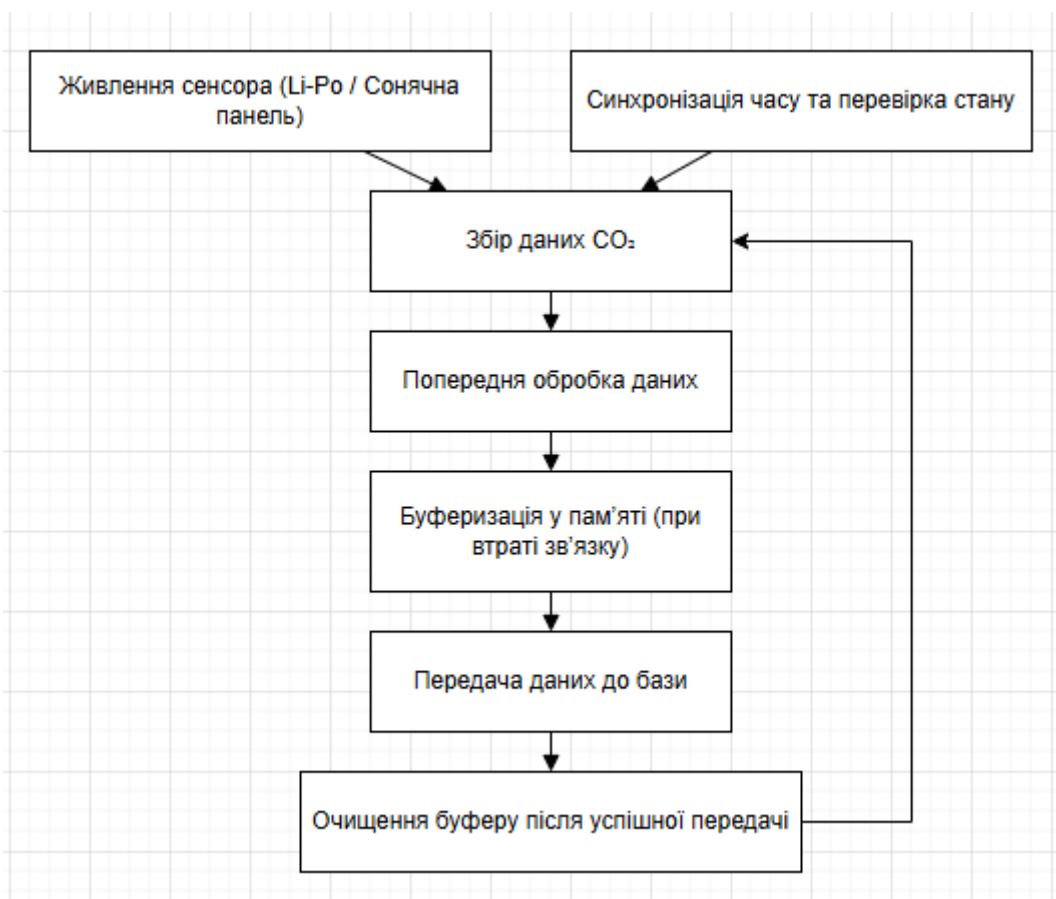 Живлення сенсора (Li-Po / Сонячна
панель)
Синхронізація часу та перевірка стану
Збір даних CO₂
Попередня обробка даних
Буферизація у пам’яті (при
втраті зв’язку)
Передача даних до бази
Очищення буферу після успішної передачі